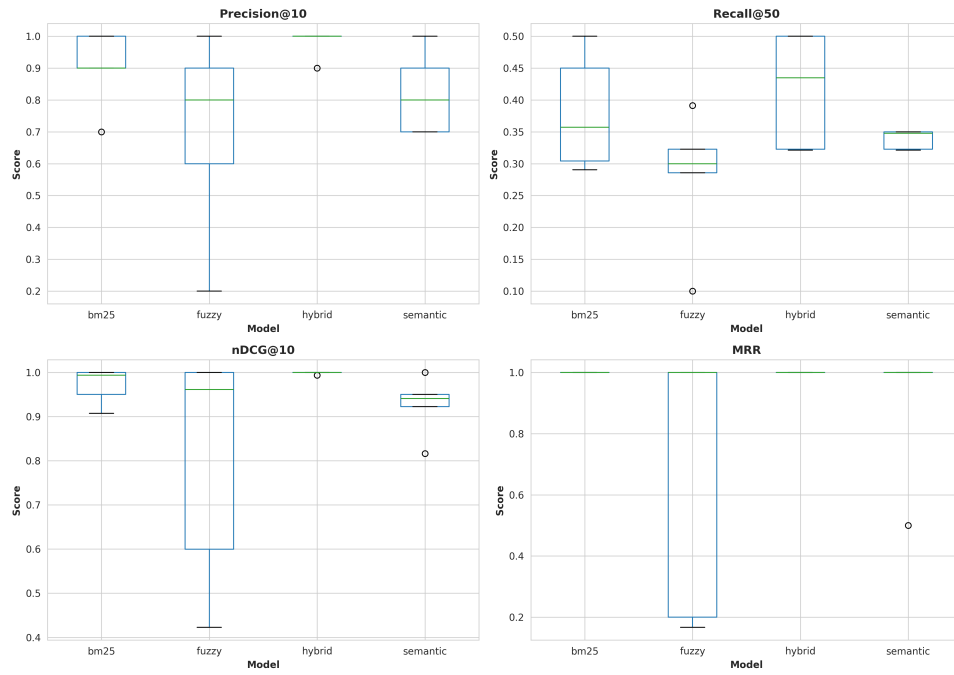 Precision@10
Score
1.0
0.9
0.8
0.7
0.6
0.5
0.4
0.3
0.2
bm25 fuzzy hybrid semantic
Model
Recall@50
Score
0.50
0.45
0.40
0.35
0.30
0.25
0.20
0.15
0.10
bm25 fuzzy hybrid semantic
Model
nDCG@10
Score
1.0
0.9
0.8
0.7
0.6
0.5
0.4
bm25 fuzzy hybrid semantic
Model
MRR
Score
1.0
0.8
0.6
0.4
0.2
bm25 fuzzy hybrid semantic
Model